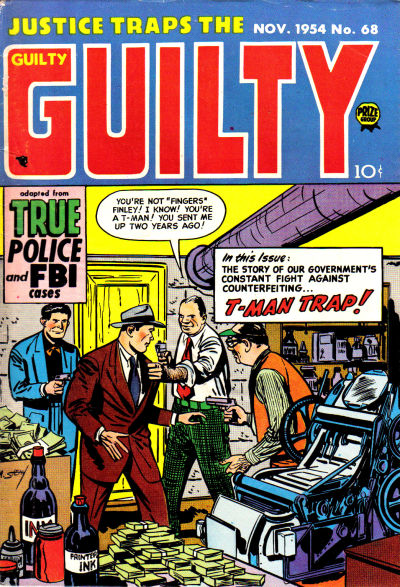 JUSTICE TRAPS THE
NOV. 1954 No. 68
GUILTY
GUILTY
PRIZE
GROUP
10¢
adapted from
TRUE
POLICE
and FBI
cases
YOU'RE NOT "FINGERS"
FINLEY! I KNOW! YOU'RE
A T-MAN! YOU SENT ME
UP TWO YEARS AGO!
In this Issue:
THE STORY OF OUR GOVERNMENT'S
CONSTANT FIGHT AGAINST
COUNTERFEITING...
T-MAN TRAP!
INK
PRINTERS
INK